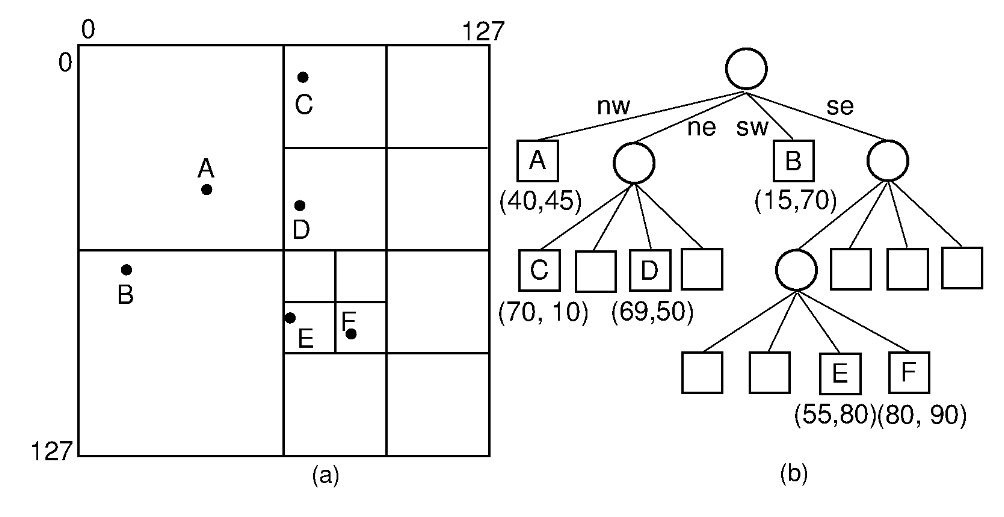 0 127
0
C
A
D
B
E F
127
(a)
nw ne sw se
A B
(40,45) (15,70)
C D
(70, 10) (69,50)
E F
(55,80) (80, 90)
(b)